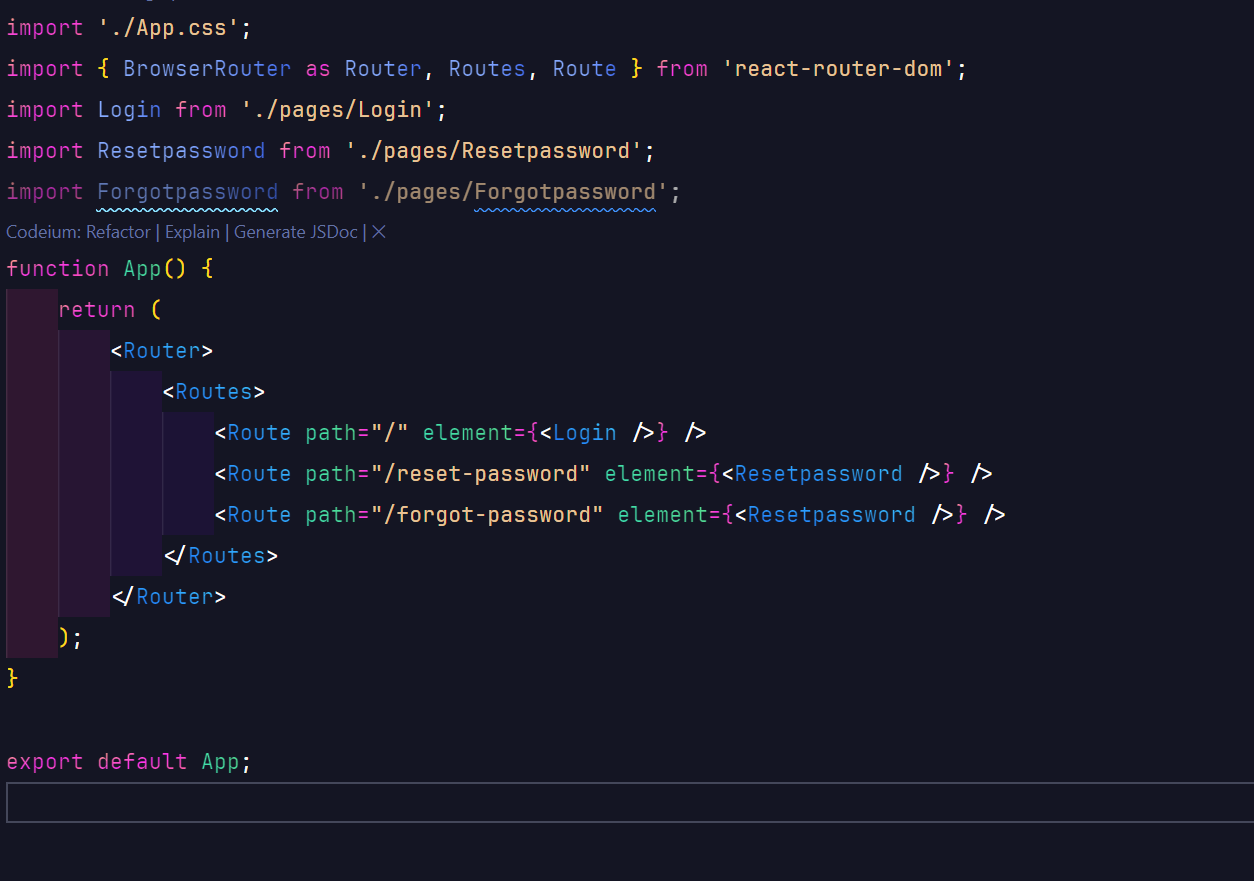 import './App.css';
import { BrowserRouter as Router, Routes, Route } from 'react-router-dom';
import Login from './pages/Login';
import Resetpassword from './pages/Resetpassword';
import Forgotpassword from './pages/Forgotpassword';
Codeium: Refactor | Explain | Generate JSDoc | ×
function App() {
    return (
        <Router>
            <Routes>
                <Route path="/" element={<Login />} />
                <Route path="/reset-password" element={<Resetpassword />} />
                <Route path="/forgot-password" element={<Resetpassword />} />
            </Routes>
        </Router>
    );
}
export default App;